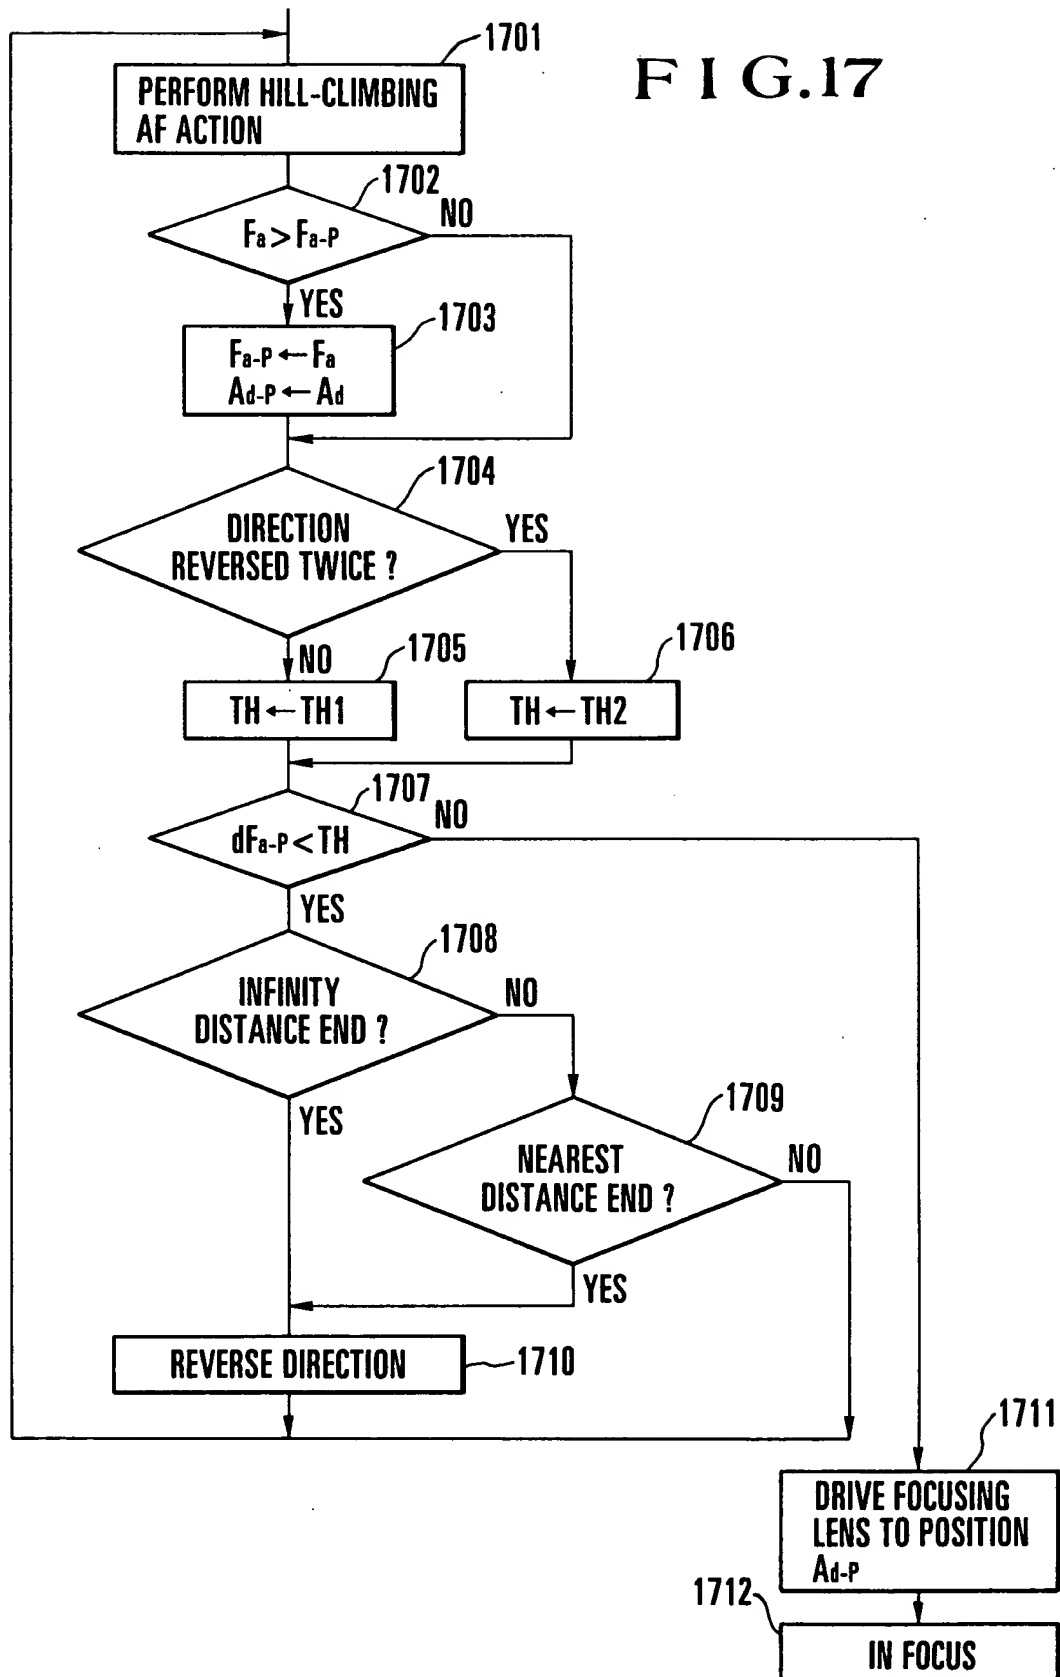 FIG.17
1701
PERFORM HILL-CLIMBING
AF ACTION
1702
Fa > Fa-P
NO
YES
1703
Fa-P ← Fa
Ad-P ← Ad
1704
DIRECTION
REVERSED TWICE ?
YES
NO
1705
TH ← TH1
1706
TH ← TH2
1707
dFa-P < TH
NO
YES
1708
INFINITY
DISTANCE END ?
NO
YES
1709
NEAREST
DISTANCE END ?
NO
YES
REVERSE DIRECTION
1710
1711
DRIVE FOCUSING
LENS TO POSITION
Ad-P
1712
IN FOCUS